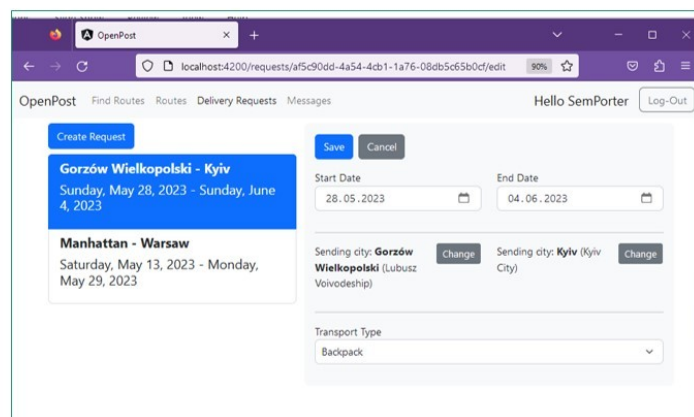 OpenPost
localhost:4200/requests/af5c90dd-4a54-4cb1-1a76-08db5c65b0cf/edit 90%
OpenPost Find Routes Routes Delivery Requests Messages Hello SemPorter Log-Out
Create Request
Gorzów Wielkopolski - Kyiv
Sunday, May 28, 2023 - Sunday, June
4, 2023
Manhattan - Warsaw
Saturday, May 13, 2023 - Monday,
May 29, 2023
Save Cancel
Start Date End Date
28.05.2023 04.06.2023
Sending city: Gorzów
Wielkopolski (Lubusz
Voivodeship)
Change
Sending city: Kyiv (Kyiv
City)
Change
Transport Type
Backpack